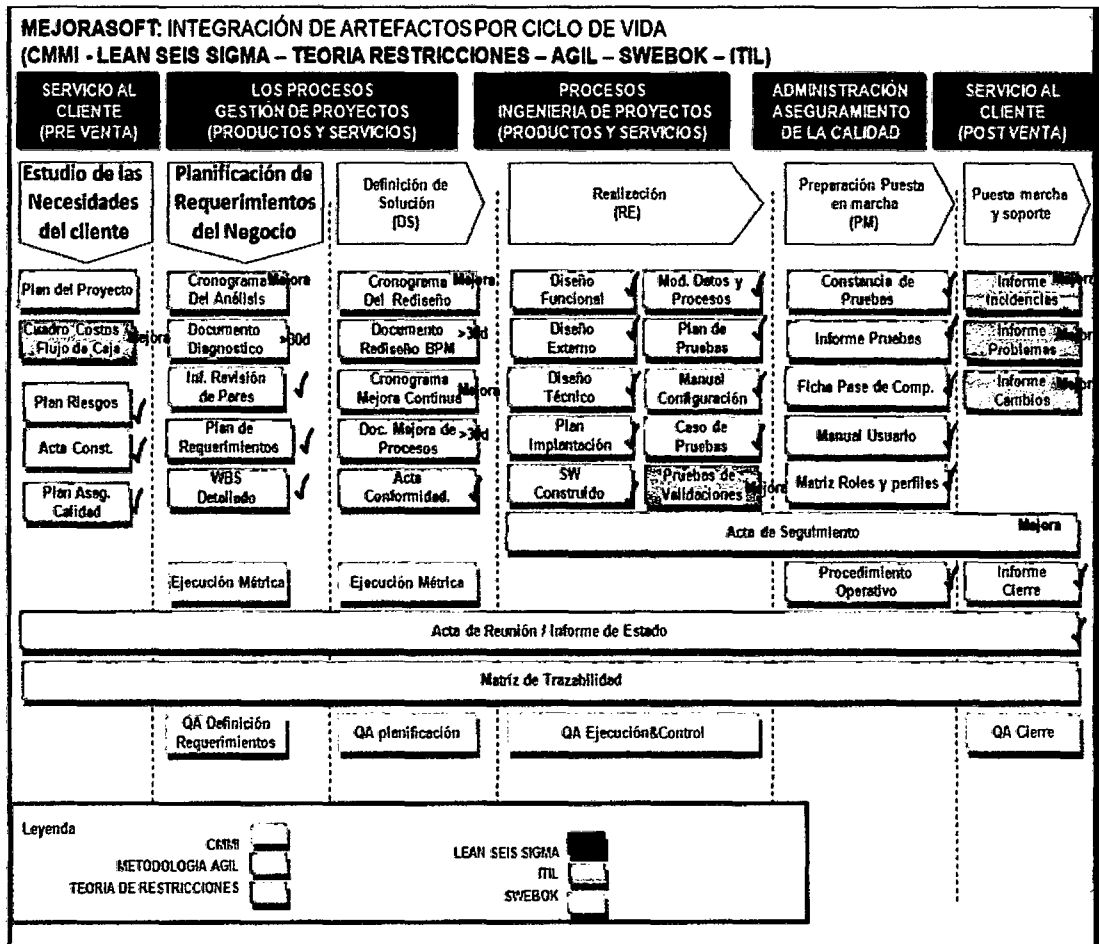 MEJORASOFT: INTEGRACIÓN DE ARTEFACTOS POR CICLO DE VIDA
(CMMI - LEAN SEIS SIGMA – TEORIA RESTRICCIONES – AGIL – SWEBOK – ITIL)
SERVICIO AL
CLIENTE
(PRE VENTA)
LOS PROCESOS
GESTIÓN DE PROYECTOS
(PRODUCTOS Y SERVICIOS)
PROCESOS
INGENIERIA DE PROYECTOS
(PRODUCTOS Y SERVICIOS)
ADMINISTRACIÓN
ASEGURAMIENTO
DE LA CALIDAD
SERVICIO AL
CLIENTE
(POST VENTA)
Estudio de las
Necesidades
del cliente
Planificación de
Requerimientos
del Negocio
Definición de
Solución
(DS)
Realización
(RE)
Preparación Puesta
en marcha
(PM)
Puesta marcha
y soporte
Plan del Proyecto
Cuadro Costos
Flujo de Caja
Mejora
Plan Riesgos
Acta Const.
Plan Aseg.
Calidad
Cronograma
Del Análisis
Mejora
Documento
Diagnostico
>30d
Inf. Revisión
de Pares
Plan de
Requerimientos
WBS
Detallado
Ejecución Métrica
Cronograma
Del Rediseño
Mejora
Documento
Rediseño BPM
>30d
Cronograma
Mejora Continua
Mejora
Doc. Mejora de
Procesos
>30d
Acta
Conformidad.
Ejecución Métrica
Diseño
Funcional
Diseño
Externo
Diseño
Técnico
Plan
Implantación
SW
Construido
Mod. Datos y
Procesos
Plan de
Pruebas
Manual
Configuración
Caso de
Pruebas
Pruebas de
Validaciones
Mejora
Constancia de
Pruebas
Informe Pruebas
Ficha Pase de Comp.
Manual Usuario
Matriz Roles y perfiles
Informe
Incidencias
Mejora
Informe
Problemas
Mejora
Informe
Cambios
Mejora
Acta de Seguimiento
Mejora
Procedimiento
Operativo
Informe
Cierre
Acta de Reunión / Informe de Estado
Matriz de Trazabilidad
QA Definición
Requerimientos
QA planificación
QA Ejecución&Control
QA Cierre
Leyenda
CMMI
METODOLOGIA AGIL
TEORIA DE RESTRICCIONES
LEAN SEIS SIGMA
ITIL
SWEBOK